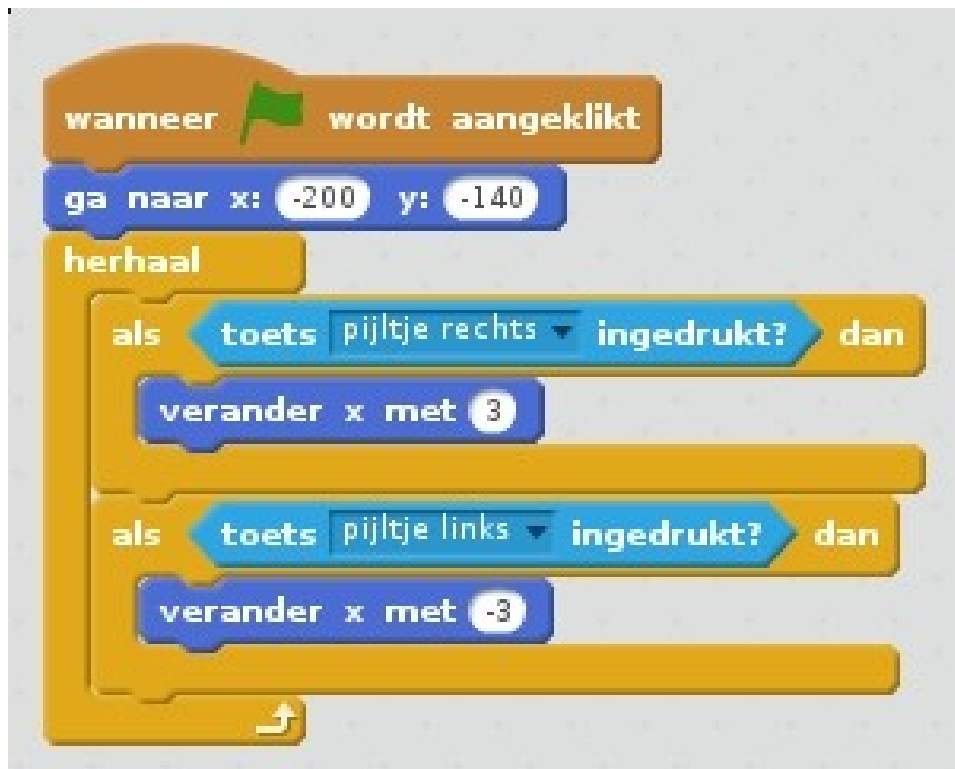 wanneer wordt aangeklikt
ga naar x: -200 y: -140
herhaal
als toets pijltje rechts ingedrukt? dan
verander x met 3
als toets pijltje links ingedrukt? dan
verander x met -3